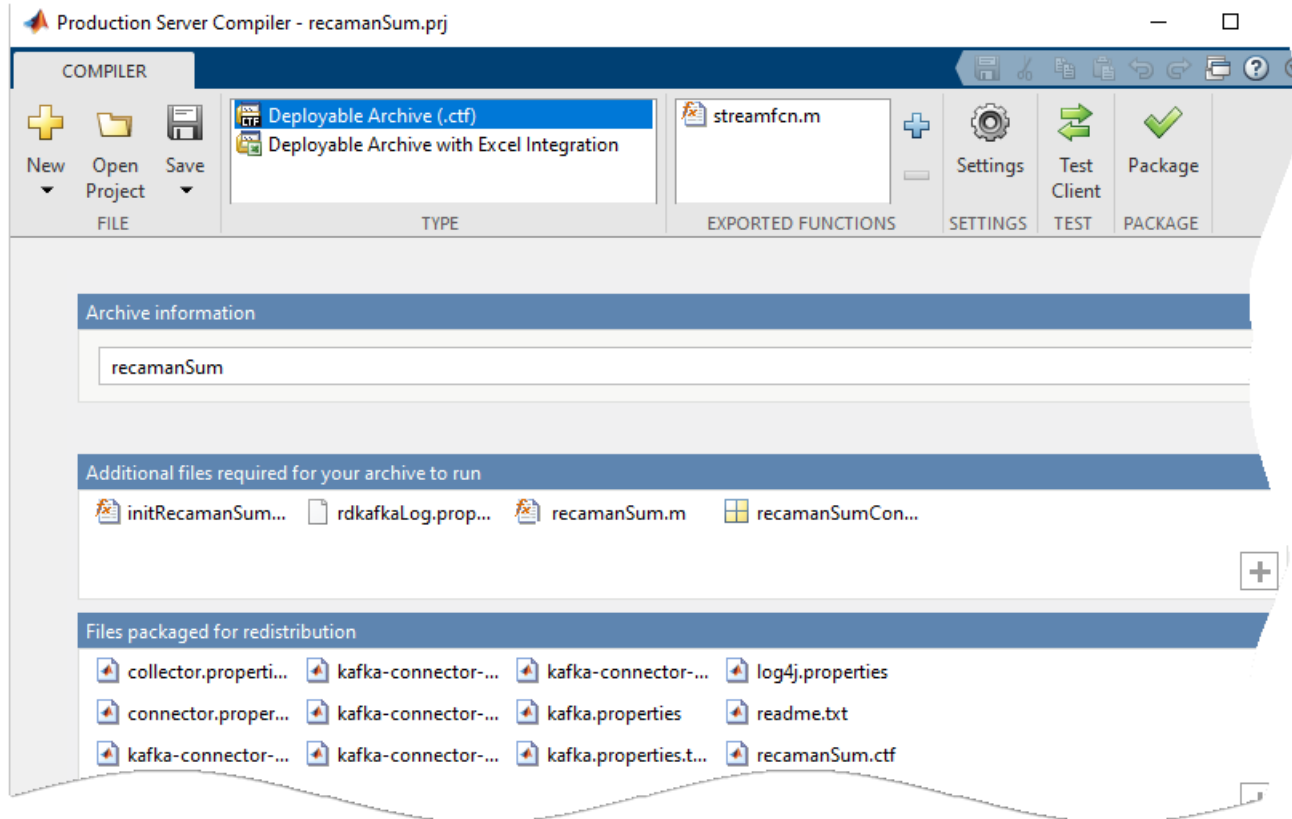 Production Server Compiler - recamanSum.prj
COMPILER
New
Open Project
Save
FILE
Deployable Archive (.ctf)
Deployable Archive with Excel Integration
TYPE
streamfcn.m
EXPORTED FUNCTIONS
Settings
SETTINGS
Test Client
TEST
Package
PACKAGE
Archive information
recamanSum
Additional files required for your archive to run
initRecamanSum... rdkafkaLog.prop... recamanSum.m recamanSumCon...
Files packaged for redistribution
collector.properti... kafka-connector-... kafka-connector-... log4j.properties
connector.proper... kafka-connector-... kafka.properties readme.txt
kafka-connector-... kafka-connector-... kafka.properties.t... recamanSum.ctf